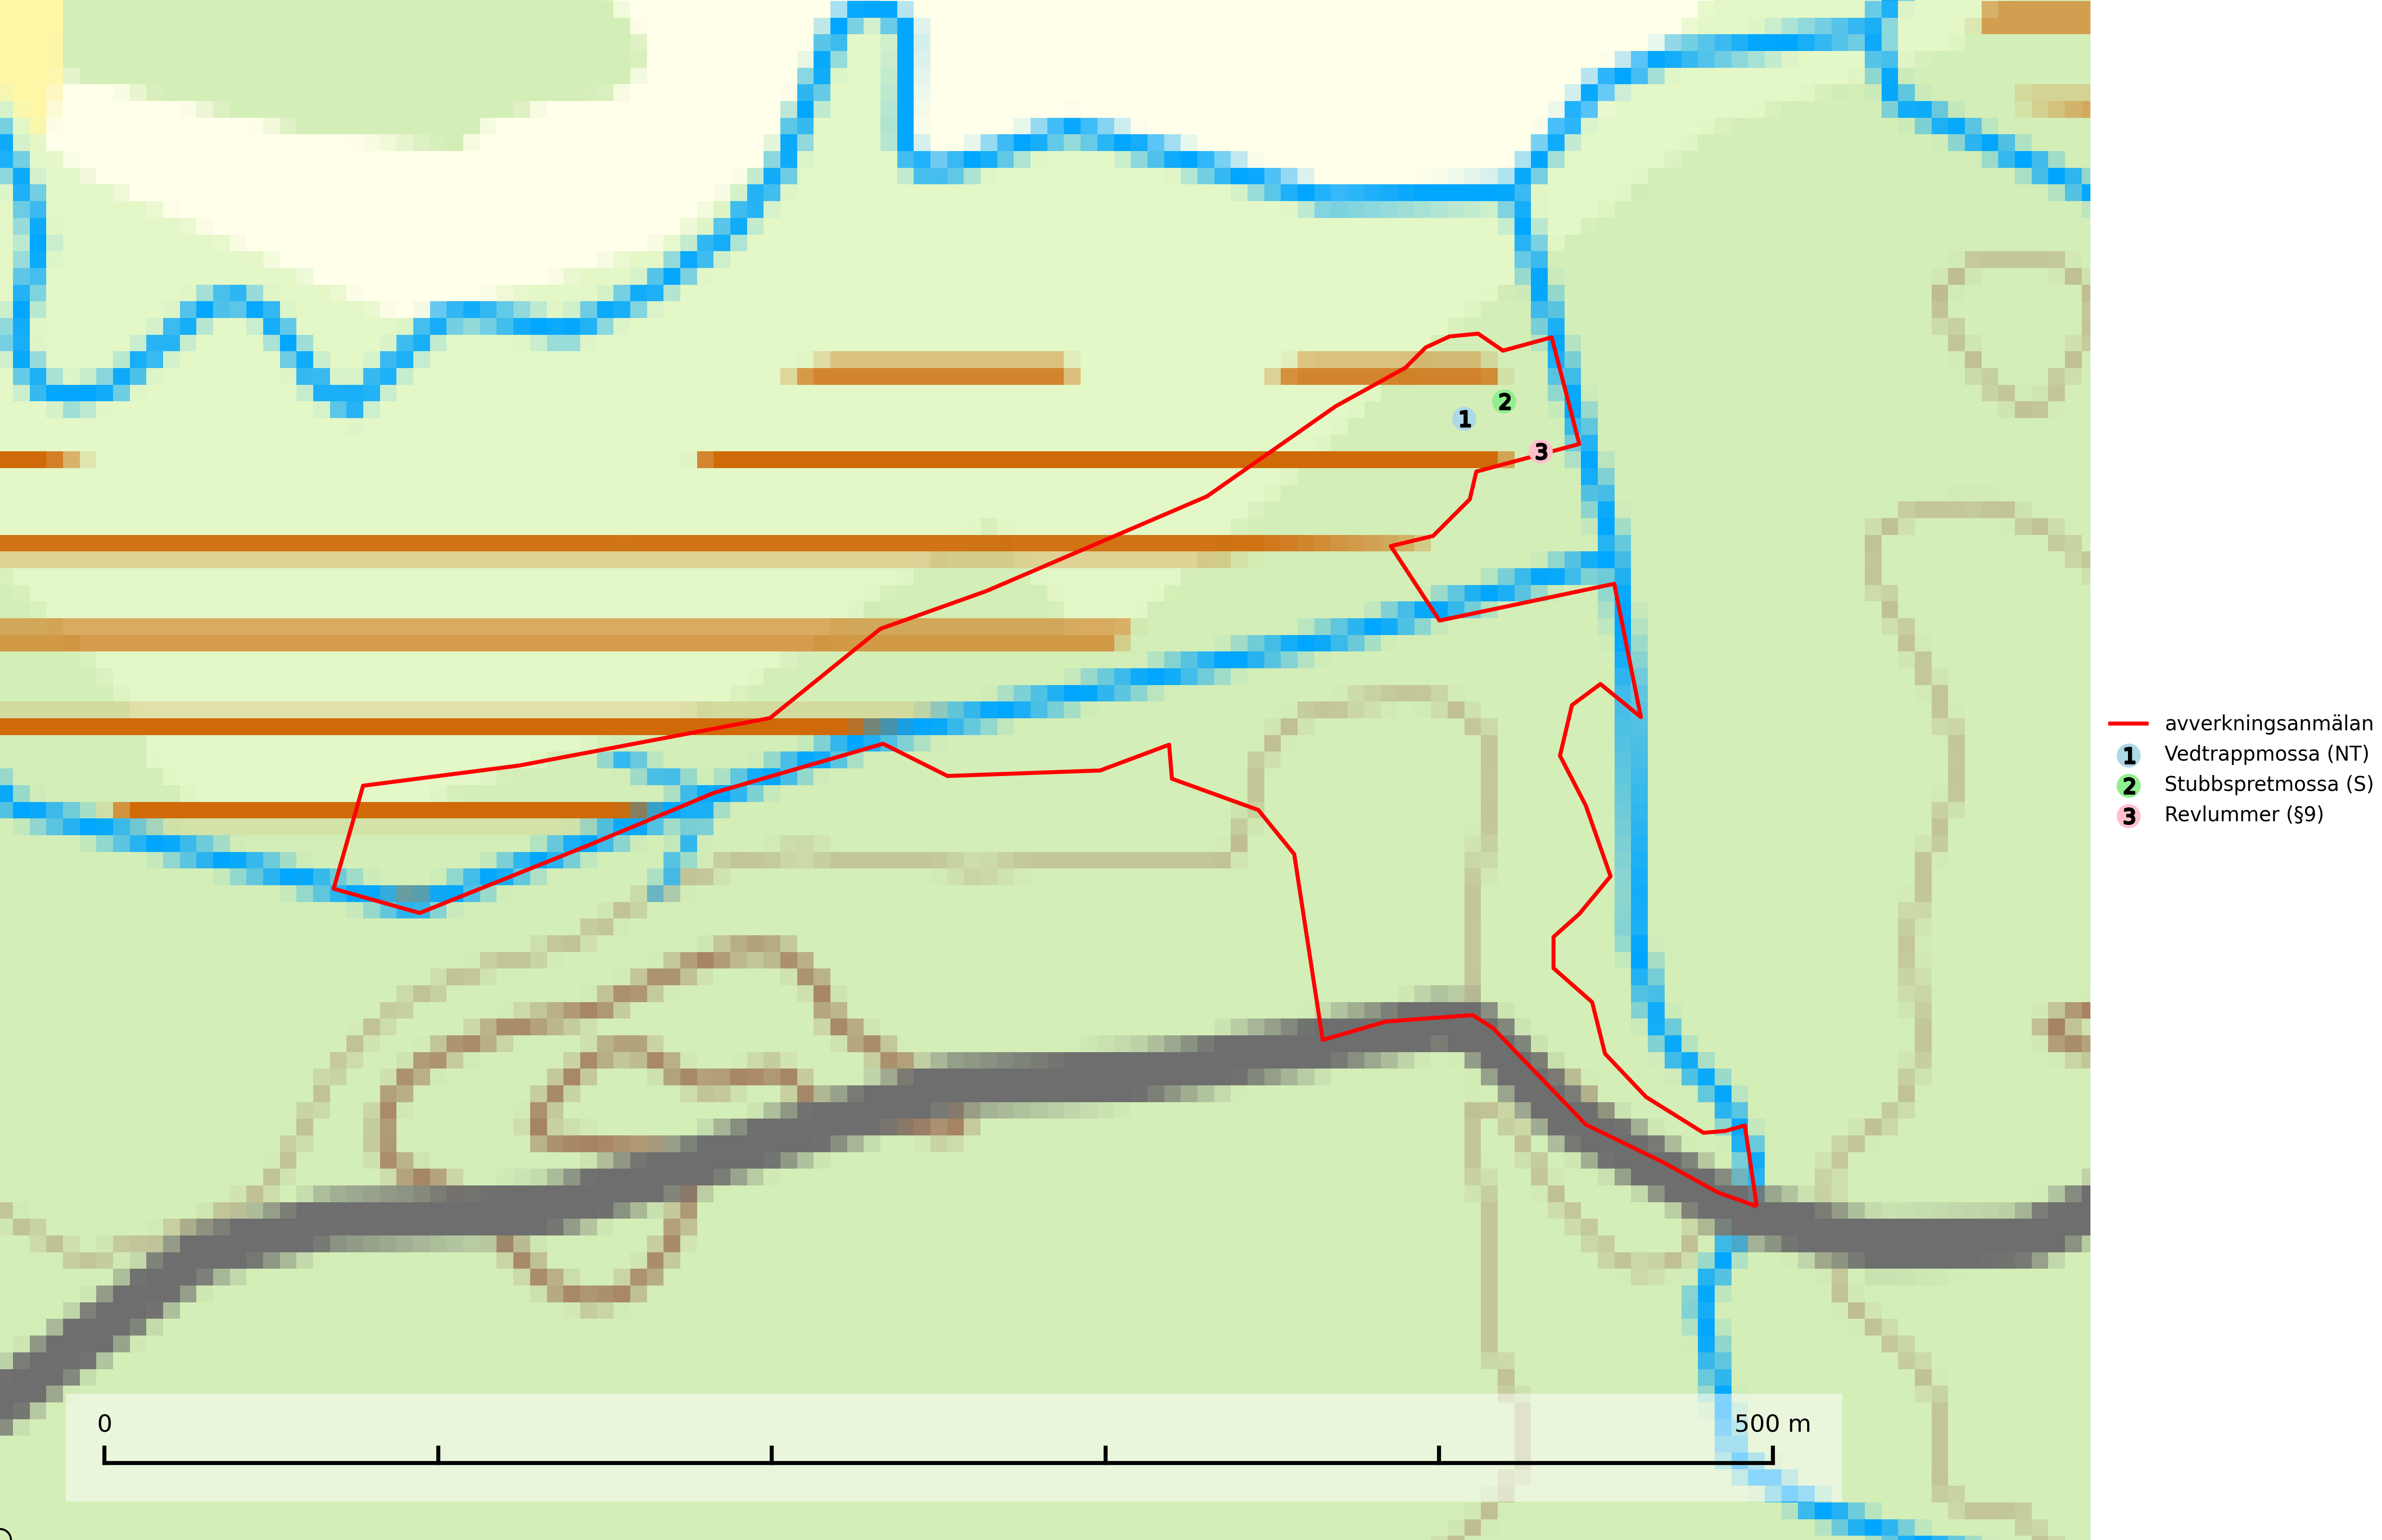 1
2
3
avverkningsanmälan
1 Vedtrappmossa (NT)
2 Stubbspretmossa (S)
3 Revlummer (§9)
0 500 m